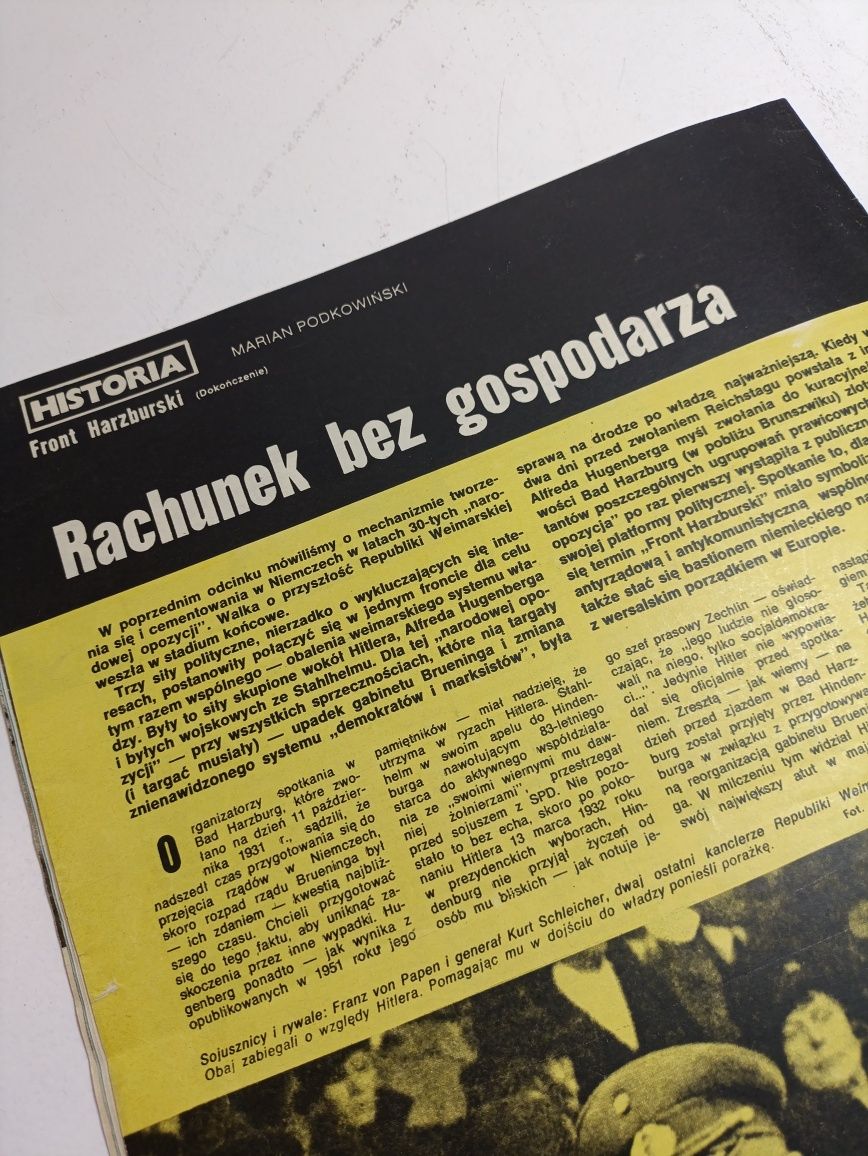 HISTORIA
MARIAN PODKOWIŃSKI
Front Harzburski (Dokończenie)
Rachunek bez gospodarza
W poprzednim odcinku mówiliśmy o mechanizmie tworze-
nia się i cementowania w Niemczech w latach 30-tych „naro-
dowej opozycji”. Walka o przyszłość Republiki Weimarskiej
weszła w stadium końcowe.
Trzy siły polityczne, nierzadko o wykluczających się inte-
resach, postanowiły połączyć się w jednym froncie dla celu
tym razem wspólnego — obalenia weimarskiego systemu wła-
dzy. Były to siły skupione wokół Hitlera, Alfreda Hugenberga
i byłych wojskowych ze Stahlhelmu. Dla tej „narodowej opo-
zycji” — przy wszystkich sprzecznościach, które nią targały
(i targać musiały) — upadek gabinetu Brueninga i zmiana
znienawidzonego systemu „demokratów i marksistów”, była
sprawą na drodze po władzę najważniejszą. Kiedy
dwa dni przed zwołaniem Reichstagu powstała z
Alfreda Hugenberga myśl zwołania do kuracyjnej
wości Bad Harzburg (w pobliżu Brunszwiku)
tantów poszczególnych ugrupowań prawicowych
opozycja” po raz pierwszy wystąpiła z
swojej platformy politycznej. Spotkanie to,
się termin „Front Harzburski” miało
antyrządową i antykomunistyczną
także stać się bastionem niemieckiego
z wersalskim porządkiem w Europie.
Organizatorzy spotkania w
Bad Harzburg, które zwo-
łano na dzień 11 paździer-
nika 1931 r., sądzili, że
nadszedł czas przygotowania się do
przejęcia rządów w Niemczech,
skoro rozpad rządu Brueninga był
— ich zdaniem — kwestią najbliż-
szego czasu. Chcieli przygotować
się do tego faktu, aby uniknąć za-
skoczenia przez inne wypadki. Hu-
genberg ponadto — jak wynika z
opublikowanych w 1951 roku jego
pamiętników — miał nadzieję, że
utrzyma w ryzach Hitlera. Stahl-
helm w swoim apelu do Hinden-
burga nawołującym 83-letniego
starca do aktywnego współdziała-
nia ze „swoimi wiernymi mu daw-
niej żołnierzami”, przestrzegał
przed sojuszem z SPD. Nie pozo-
stało to bez echa, skoro po poko-
naniu Hitlera 13 marca 1932 roku
w prezydenckich wyborach, Hin-
denburg nie przyjął życzeń od
osób mu bliskich — jak notuje je-
go szef prasowy Zechlin — oświad-
czając, że „jego ludzie nie głoso-
wali na niego, tylko socjaldemokra-
ci...”. Jedynie Hitler nie wypowia-
dał się oficjalnie przed spotka-
niem. Zresztą — jak wiemy — na
dzień przed zjazdem w Bad Harz-
burg został przyjęty przez Hinden-
burga w związku z przygotowy
ną reorganizacją gabinetu
ga. W milczeniu tym widział
swój największy atut w
Sojusznicy i rywale: Franz von Papen i generał Kurt Schleicher, dwaj ostatni kanclerze Republiki
Obaj zabiegali o względy Hitlera. Pomagając mu w dojściu do władzy ponieśli porażkę.
Fot.